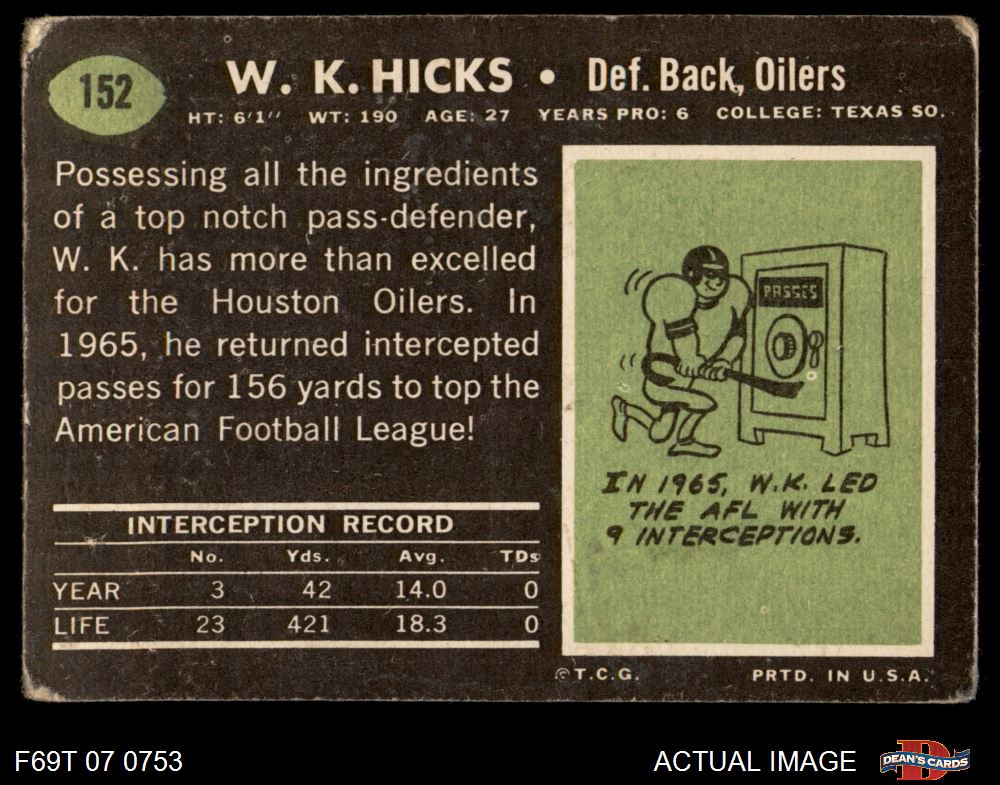 152
W. K. HICKS • Def. Back, Oilers
HT: 6'1'' WT: 190 AGE: 27 YEARS PRO: 6 COLLEGE: TEXAS SO.
Possessing all the ingredients
of a top notch pass-defender,
W. K. has more than excelled
for the Houston Oilers. In
1965, he returned intercepted
passes for 156 yards to top the
American Football League!
PASSES
IN 1965, W.K. LED
THE AFL WITH
9 INTERCEPTIONS.
INTERCEPTION RECORD
No. Yds. Avg. TDs
YEAR 3 42 14.0 0
LIFE 23 421 18.3 0
©T.C.G. PRTD. IN U.S.A.
F69T 07 0753 ACTUAL IMAGE DEAN'S CARDS